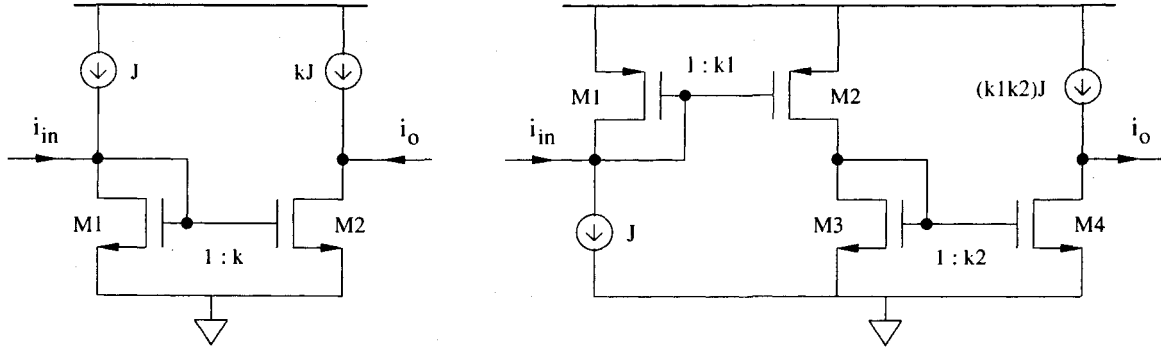 J
kJ
i_in
i_o
M1
M2
1 : k
1 : k1
M1
M2
(k1k2)J
i_in
i_o
J
M3
M4
1 : k2